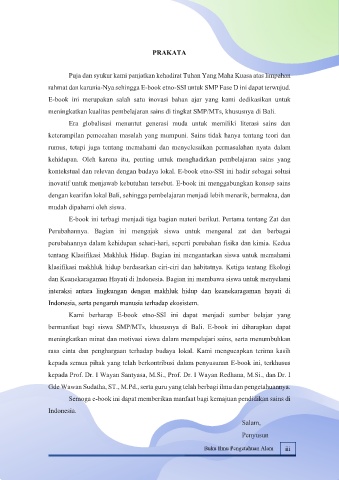 PRAKATA
Puja dan syukur kami panjatkan kehadirat Tuhan Yang Maha Kuasa atas limpahan
rahmat dan karunia-Nya sehingga E-book etno-SSI untuk SMP Fase D ini dapat terwujud.
E-book ini merupakan salah satu inovasi bahan ajar yang kami dedikasikan untuk
meningkatkan kualitas pembelajaran sains di tingkat SMP/MTs, khususnya di Bali.
Era globalisasi menuntut generasi muda untuk memiliki literasi sains dan
keterampilan pemecahan masalah yang mumpuni. Sains tidak hanya tentang teori dan
rumus, tetapi juga tentang memahami dan menyelesaikan permasalahan nyata dalam
kehidupan. Oleh karena itu, penting untuk menghadirkan pembelajaran sains yang
kontekstual dan relevan dengan budaya lokal. E-book etno-SSI ini hadir sebagai solusi
inovatif untuk menjawab kebutuhan tersebut. E-book ini menggabungkan konsep sains
dengan kearifan lokal Bali, sehingga pembelajaran menjadi lebih menarik, bermakna, dan
mudah dipahami oleh siswa.
E-book ini terbagi menjadi tiga bagian materi berikut. Pertama tentang Zat dan
Perubahannya. Bagian ini mengajak siswa untuk mengenal zat dan berbagai
perubahannya dalam kehidupan sehari-hari, seperti perubahan fisika dan kimia. Kedua
tentang Klasifikasi Makhluk Hidup. Bagian ini mengantarkan siswa untuk memahami
klasifikasi makhluk hidup berdasarkan ciri-ciri dan habitatnya. Ketiga tentang Ekologi
dan Keanekaragaman Hayati di Indonesia. Bagian ini membawa siswa untuk menyelami
interaksi antara lingkungan dengan makhluk hidup dan keanekaragaman hayati di
Indonesia, serta pengaruh manusia terhadap ekosistem.
Kami berharap E-book etno-SSI ini dapat menjadi sumber belajar yang
bermanfaat bagi siswa SMP/MTs, khususnya di Bali. E-book ini diharapkan dapat
meningkatkan minat dan motivasi siswa dalam mempelajari sains, serta menumbuhkan
rasa cinta dan penghargaan terhadap budaya lokal. Kami mengucapkan terima kasih
kepada semua pihak yang telah berkontribusi dalam penyusunan E-book ini, terkhusus
kepada Prof. Dr. I Wayan Santyasa, M.Si., Prof. Dr. I Wayan Redhana, M.Si., dan Dr. I
Gde Wawan Sudatha, ST., M.Pd., serta guru yang telah berbagi ilmu dan pengetahuannya.
Semoga e-book ini dapat memberikan manfaat bagi kemajuan pendidikan sains di
Indonesia.
Salam,
Penyusun
Buku Ilmu Pengetahuan Alam iii